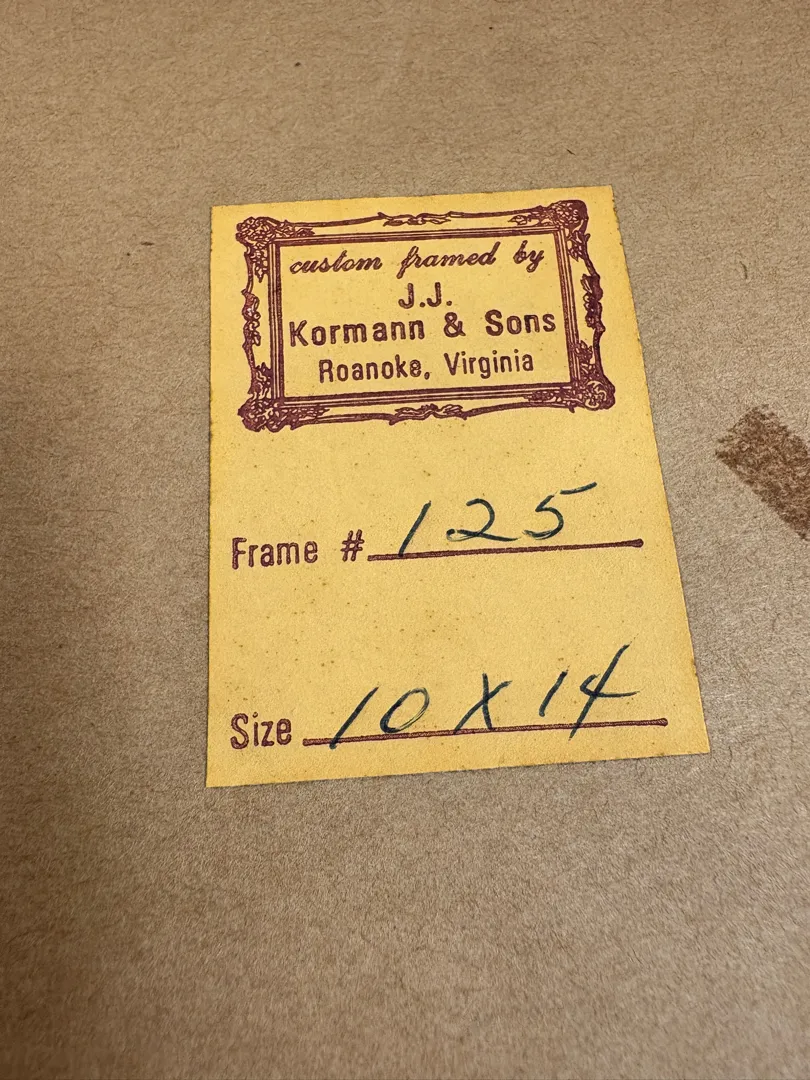 custom framed by
J.J.
Kormann & Sons
Roanoke, Virginia
Frame # 125
Size 10 X 14